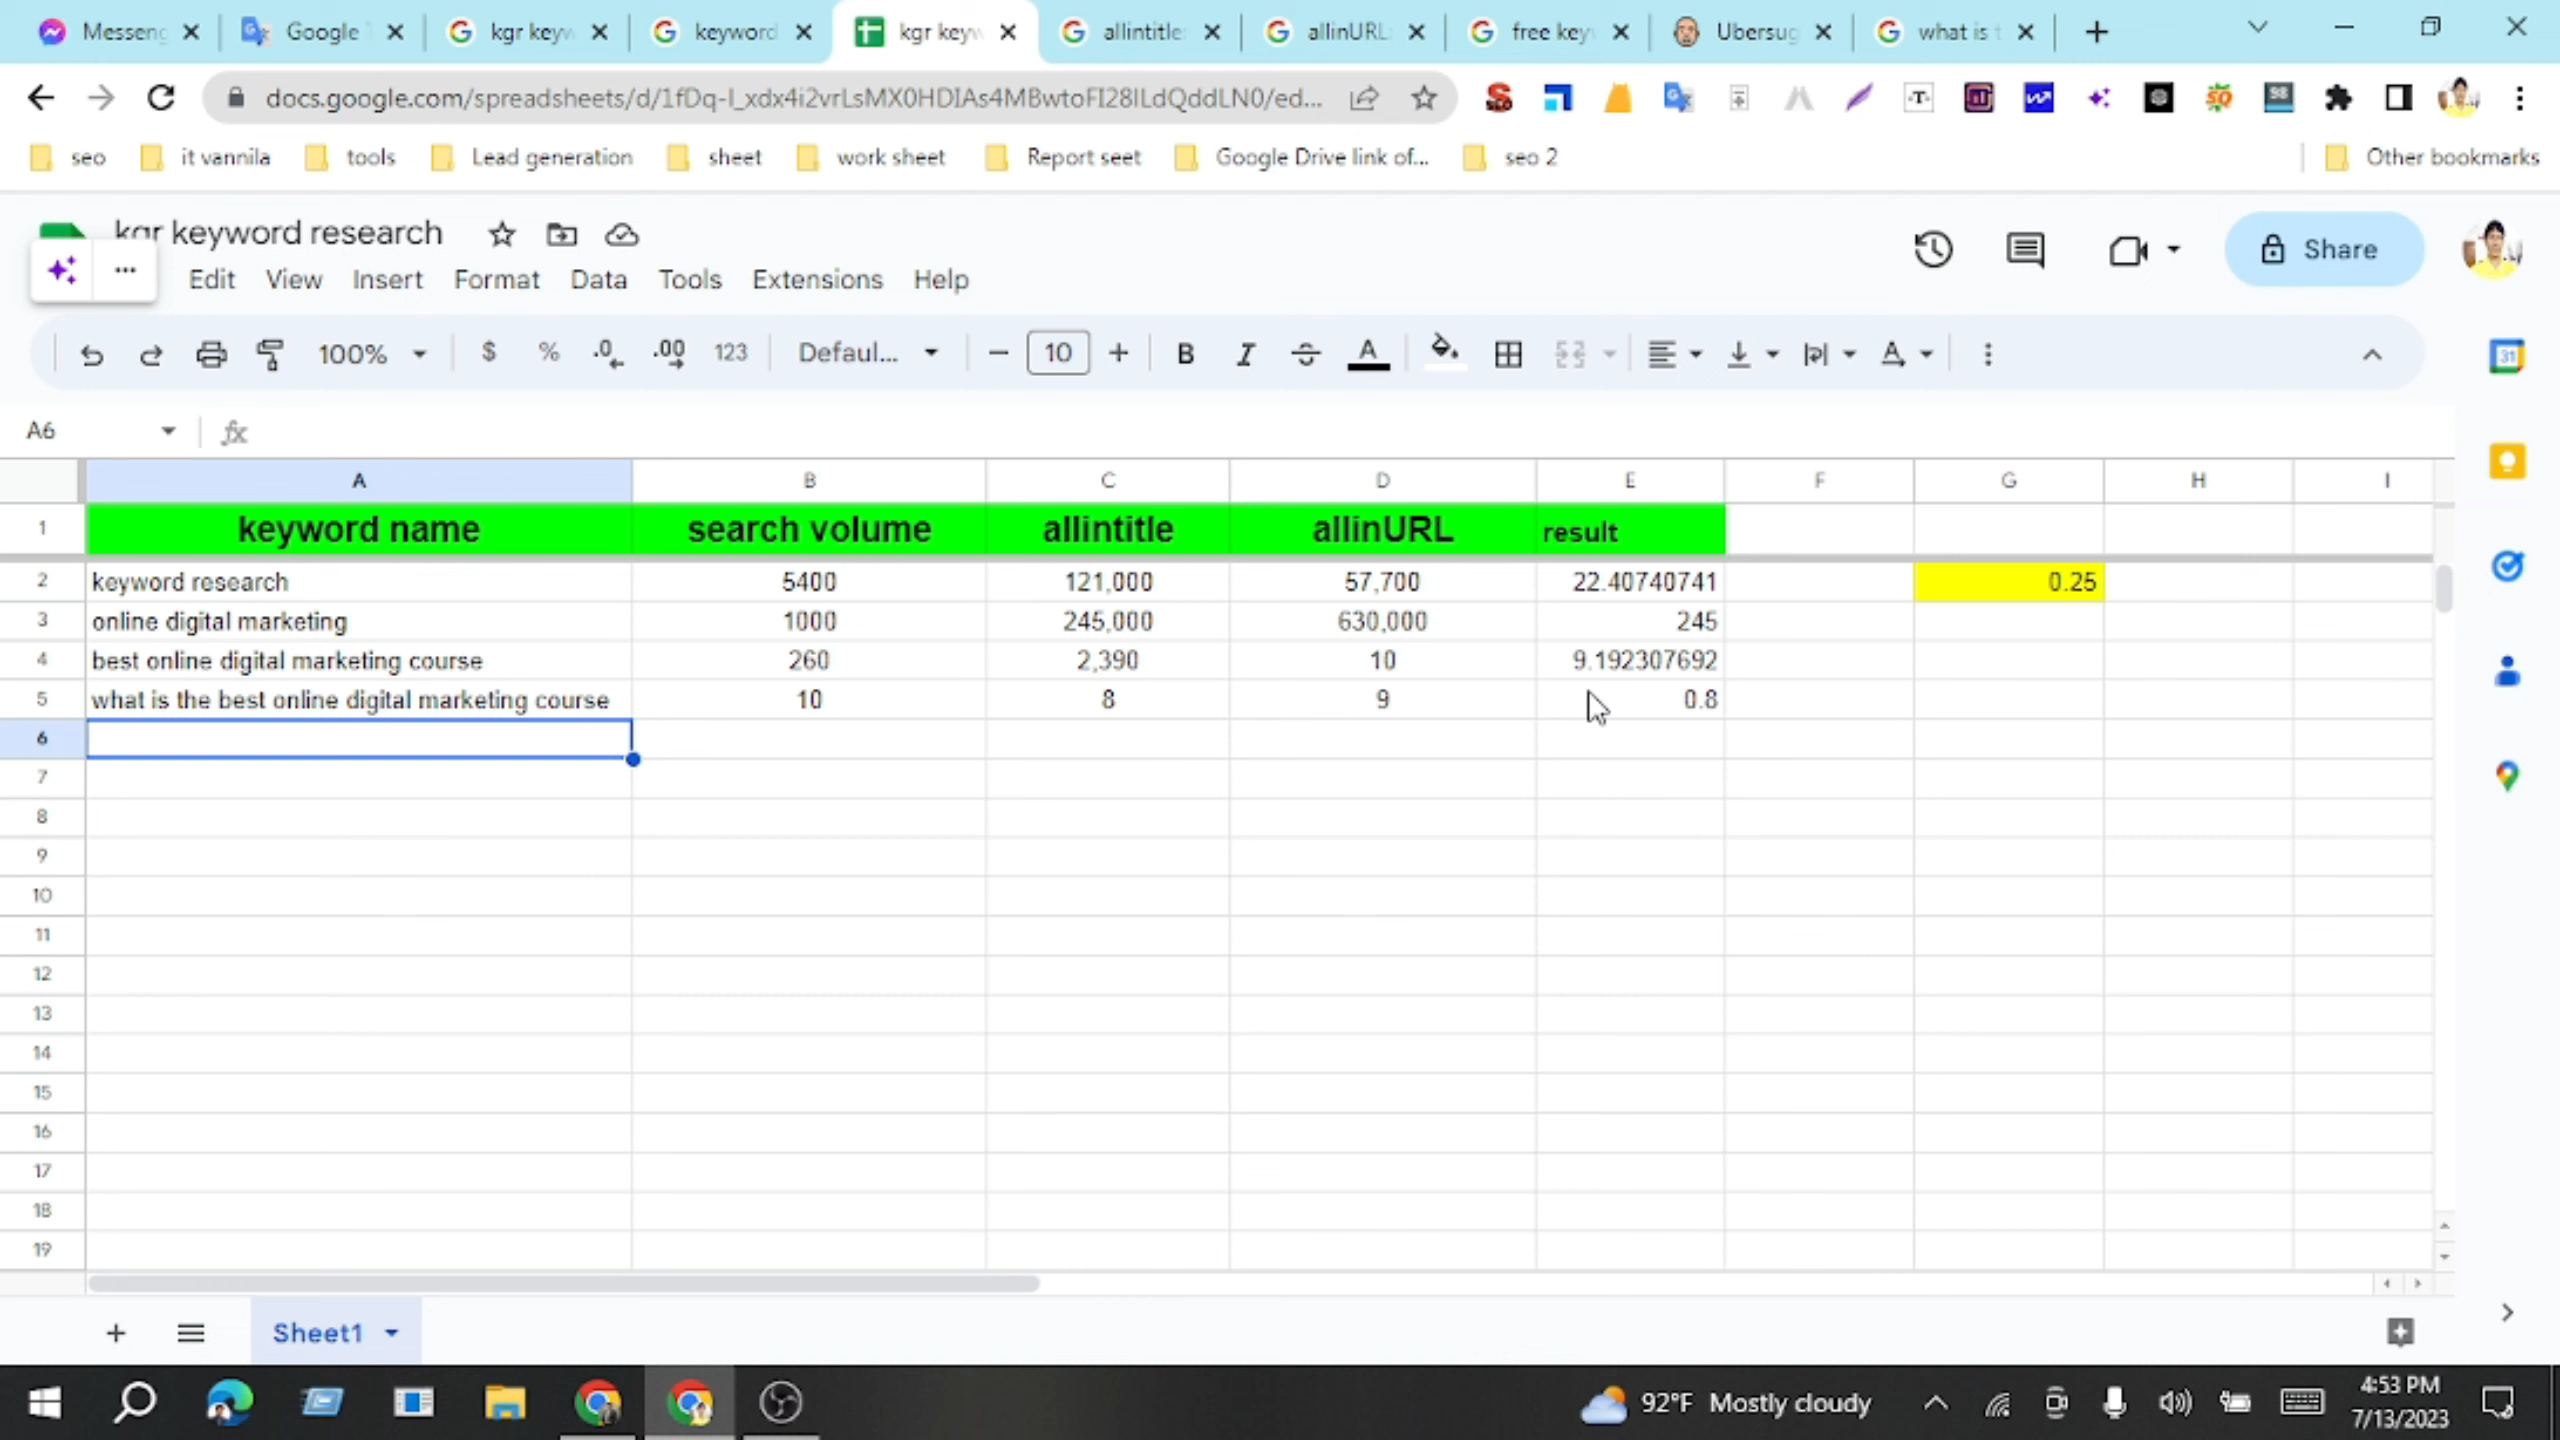 Messeng
Google T
kgr keyw
keyword
kgr keyw
allintitle:
allinURL:
free key
Ubersug
what is t
docs.google.com/spreadsheets/d/1fDq-I_xdx4i2vrLsMX0HDIAs4MBwtoFI28ILdQddLN0/ed...
seo
it vannila
tools
Lead generation
sheet
work sheet
Report seet
Google Drive link of...
seo 2
Other bookmarks
kgr keyword research
Edit View Insert Format Data Tools Extensions Help
Share
100% $ % .0 .00 123 Defaul... 10
A6
A B C D E F G H I
1 keyword name search volume allintitle allinURL result
2 keyword research 5400 121,000 57,700 22.40740741 0.25
3 online digital marketing 1000 245,000 630,000 245
4 best online digital marketing course 260 2,390 10 9.192307692
5 what is the best online digital marketing course 10 8 9 0.8
6
7
8
9
10
11
12
13
14
15
16
17
18
19
Sheet1
92°F Mostly cloudy
4:53 PM
7/13/2023